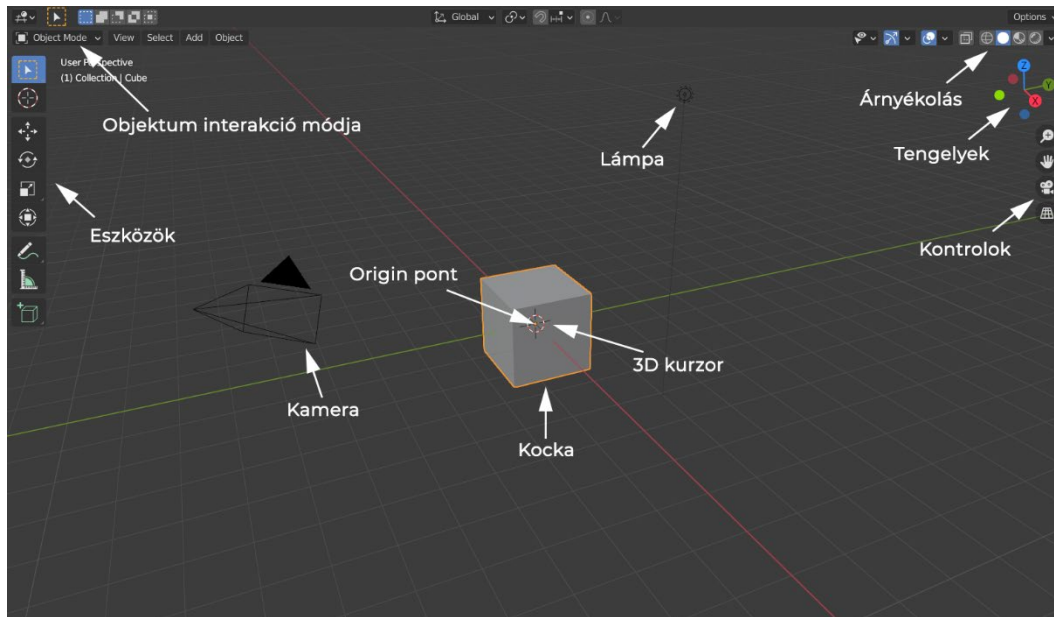 Global
Options
Object Mode
View
Select
Add
Object
User Perspective
(1) Collection | Cube
Z
Y
X
Árnyékolás
Objektum interakció módja
Lámpa
Tengelyek
Eszközök
Kontrolok
Origin pont
3D kurzor
Kamera
Kocka